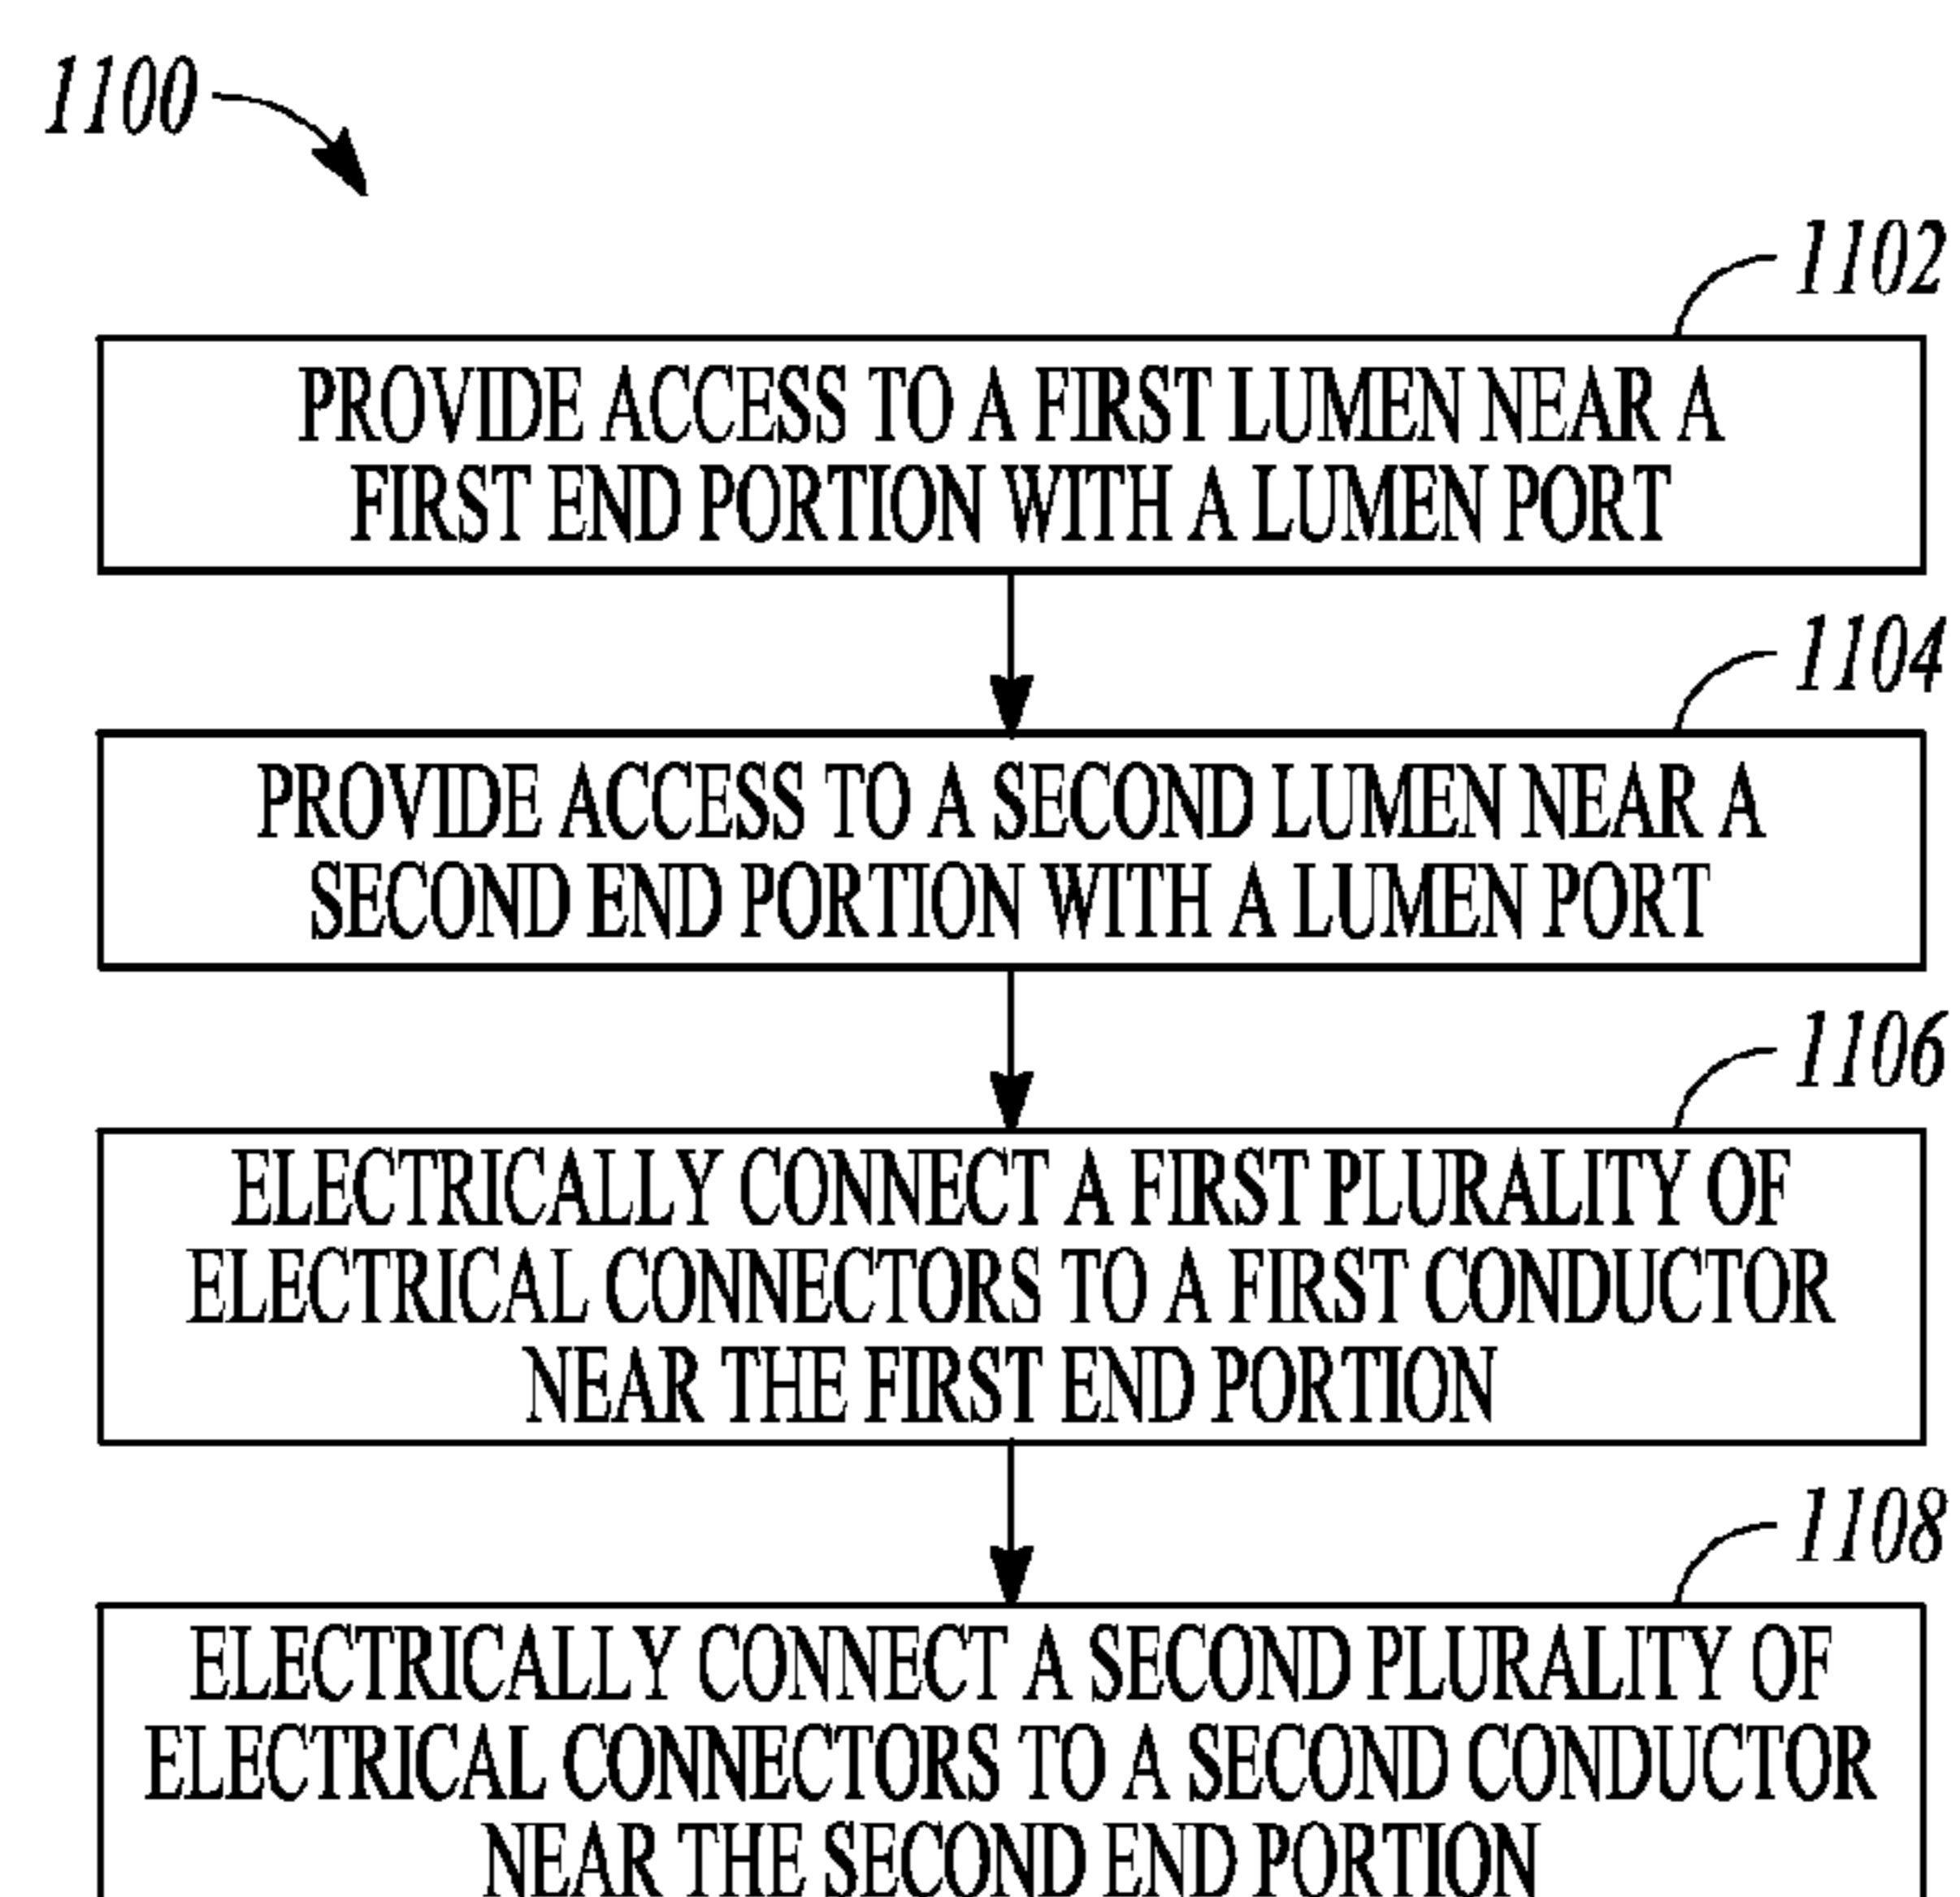 1100
1102
PROVIDE ACCESS TO A FIRST LUMEN NEAR A
FIRST END PORTION WITH A LUMEN PORT
1104
PROVIDE ACCESS TO A SECOND LUMEN NEAR A
SECOND END PORTION WITH A LUMEN PORT
1106
ELECTRICALLY CONNECT A FIRST PLURALITY OF
ELECTRICAL CONNECTORS TO A FIRST CONDUCTOR
NEAR THE FIRST END PORTION
1108
ELECTRICALLY CONNECT A SECOND PLURALITY OF
ELECTRICAL CONNECTORS TO A SECOND CONDUCTOR
NEAR THE SECOND END PORTION